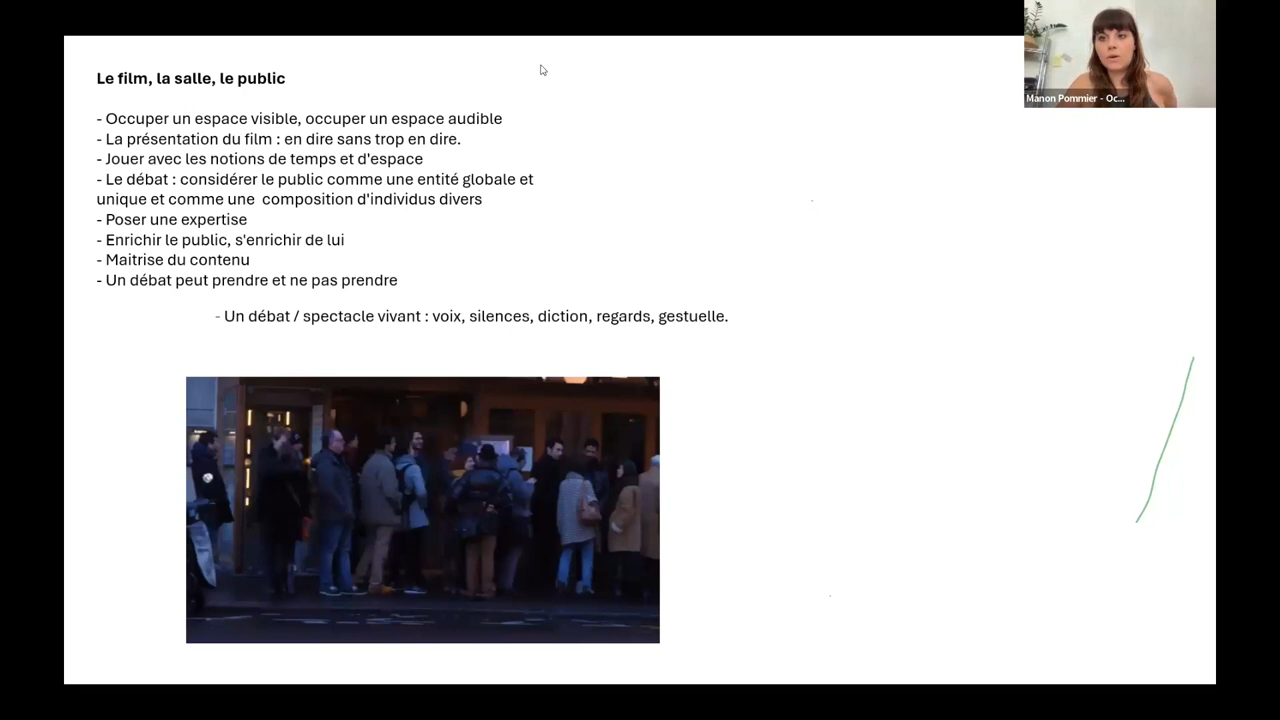 Le film, la salle, le public
- Occuper un espace visible, occuper un espace audible
- La présentation du film : en dire sans trop en dire.
- Jouer avec les notions de temps et d'espace
- Le débat : considérer le public comme une entité globale et
unique et comme une  composition d'individus divers
- Poser une expertise
- Enrichir le public, s'enrichir de lui
- Maitrise du contenu
- Un débat peut prendre et ne pas prendre
- Un débat / spectacle vivant : voix, silences, diction, regards, gestuelle.
Manon Pommier - Oc...